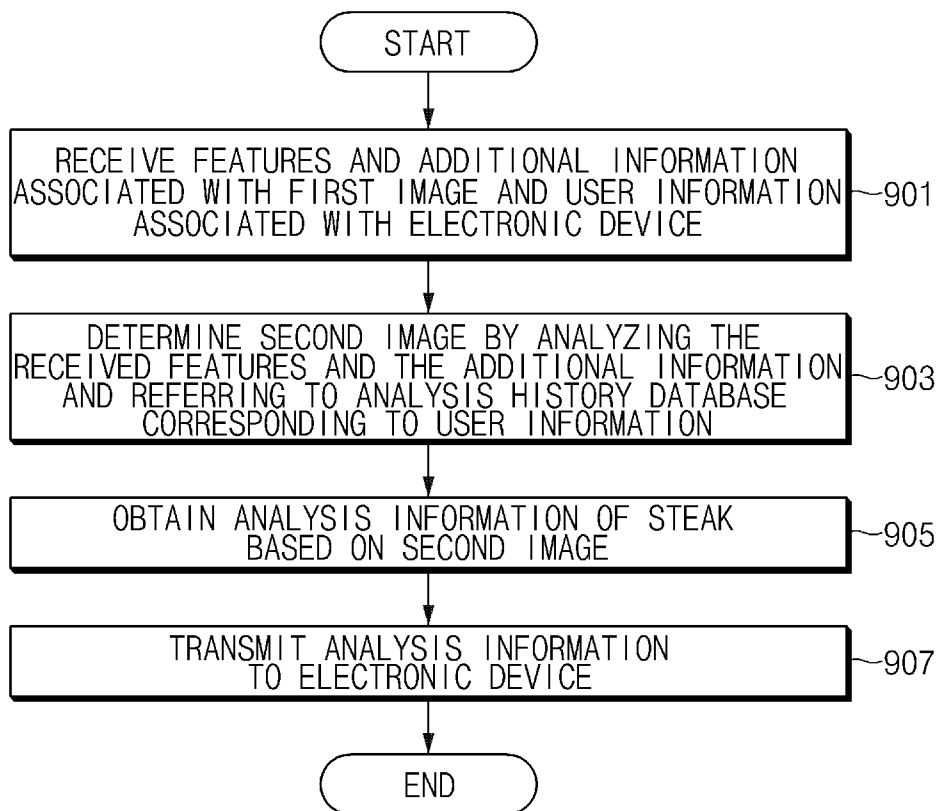 START
RECEIVE FEATURES AND ADDITIONAL INFORMATION
ASSOCIATED WITH FIRST IMAGE AND USER INFORMATION
ASSOCIATED WITH ELECTRONIC DEVICE
901
DETERMINE SECOND IMAGE BY ANALYZING THE
RECEIVED FEATURES AND THE ADDITIONAL INFORMATION
AND REFERRING TO ANALYSIS HISTORY DATABASE
CORRESPONDING TO USER INFORMATION
903
OBTAIN ANALYSIS INFORMATION OF STEAK
BASED ON SECOND IMAGE
905
TRANSMIT ANALYSIS INFORMATION
TO ELECTRONIC DEVICE
907
END